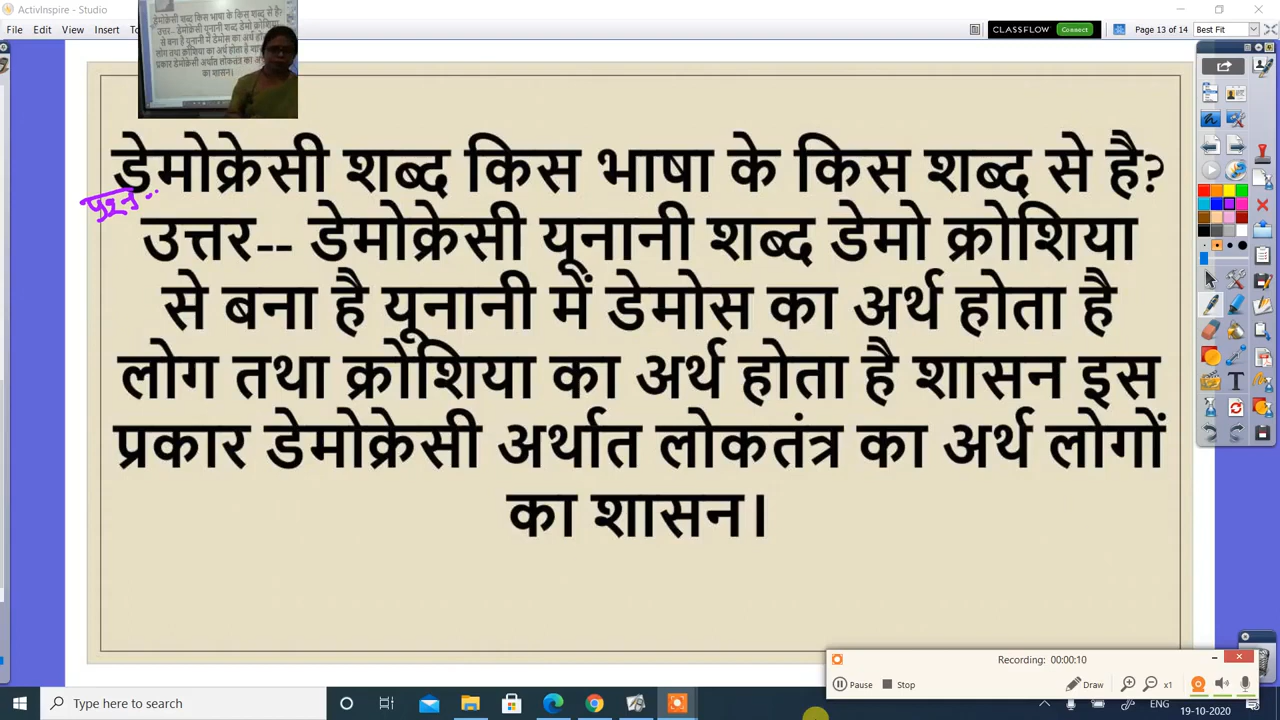 ActivInspire - Studio
File Edit View Insert
CLASSFLOW Connect Page 13 of 14 Best Fit
डेमोक्रेसी शब्द किस भाषा के किस शब्द से है?
प्रश्न-
उत्तर-- डेमोक्रेसी यूनानी शब्द डेमो क्रोशिया
से बना है यूनानी में डेमोस का अर्थ होता है
लोग तथा क्रोशिया का अर्थ होता है शासन इस
प्रकार डेमोक्रेसी अर्थात लोकतंत्र का अर्थ लोगों
का शासन।
Recording: 00:00:10
Pause Stop Draw x1
Type here to search
ENG
19-10-2020